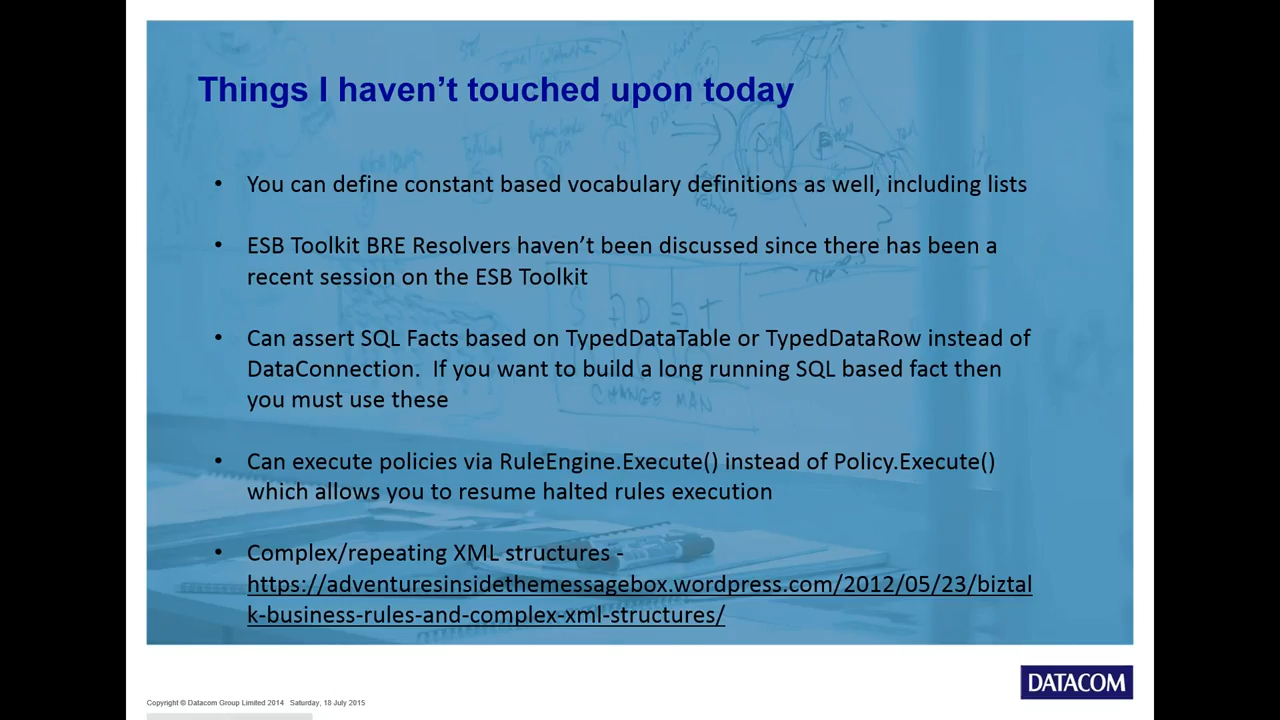 Things I haven't touched upon today
• You can define constant based vocabulary definitions as well, including lists
• ESB Toolkit BRE Resolvers haven't been discussed since there has been a
recent session on the ESB Toolkit
• Can assert SQL Facts based on TypedDataTable or TypedDataRow instead of
DataConnection. If you want to build a long running SQL based fact then
you must use these
CHANGE MAN
• Can execute policies via RuleEngine.Execute() instead of Policy.Execute()
which allows you to resume halted rules execution
• Complex/repeating XML structures -
https://adventuresinsidethemessagebox.wordpress.com/2012/05/23/biztal
k-business-rules-and-complex-xml-structures/
DATACOM
Copyright © Datacom Group Limited 2014 Saturday, 18 July 2015